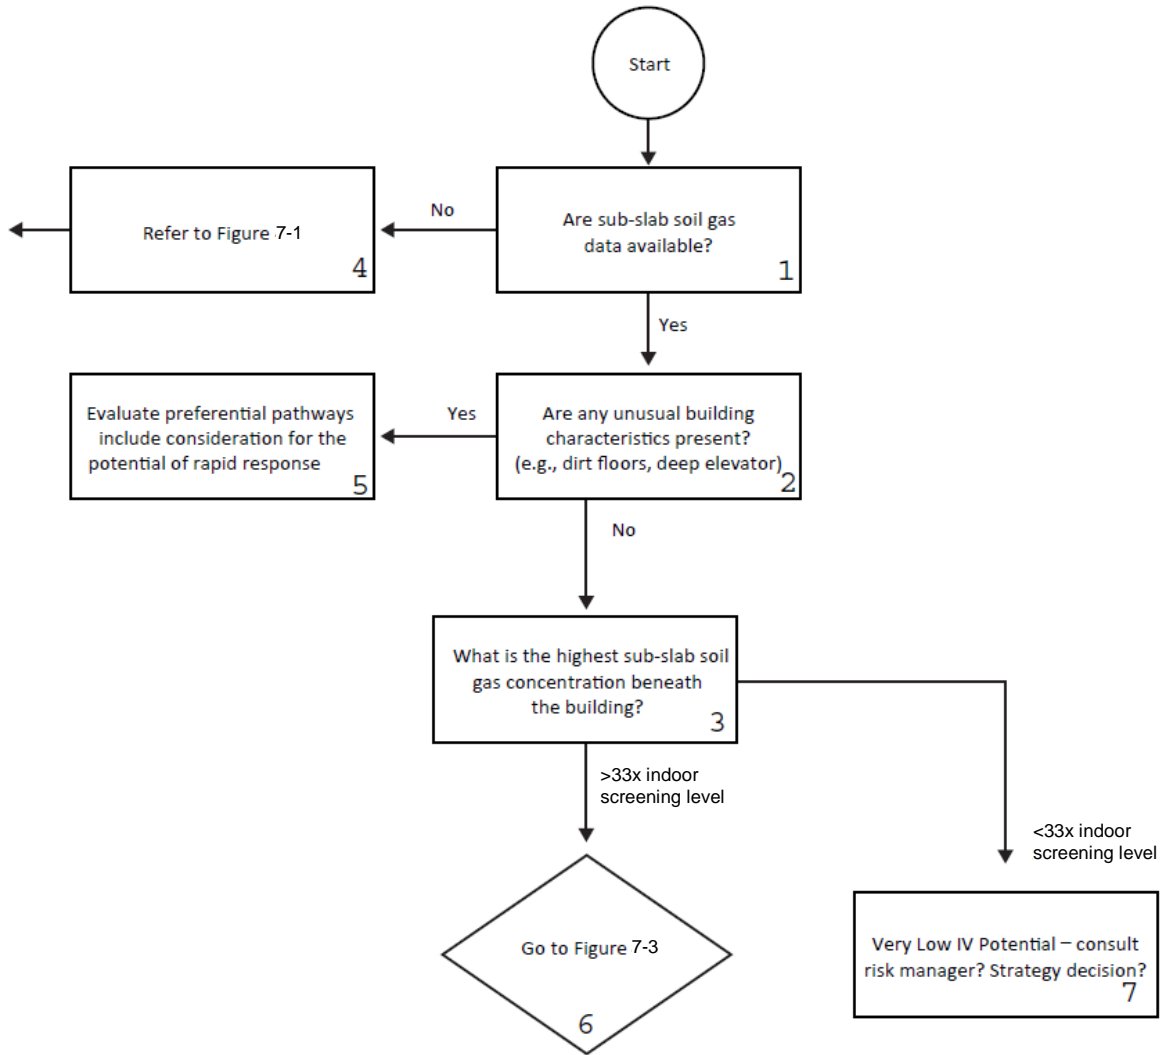 Start
Are sub-slab soil gas
data available?
1
No
Refer to Figure 7-1
4
Yes
Are any unusual building
characteristics present?
(e.g., dirt floors, deep elevator)
2
Yes
Evaluate preferential pathways
include consideration for the
potential of rapid response
5
No
What is the highest sub-slab soil
gas concentration beneath
the building?
3
>33x indoor
screening level
<33x indoor
screening level
Go to Figure 7-3
6
Very Low IV Potential – consult
risk manager? Strategy decision?
7